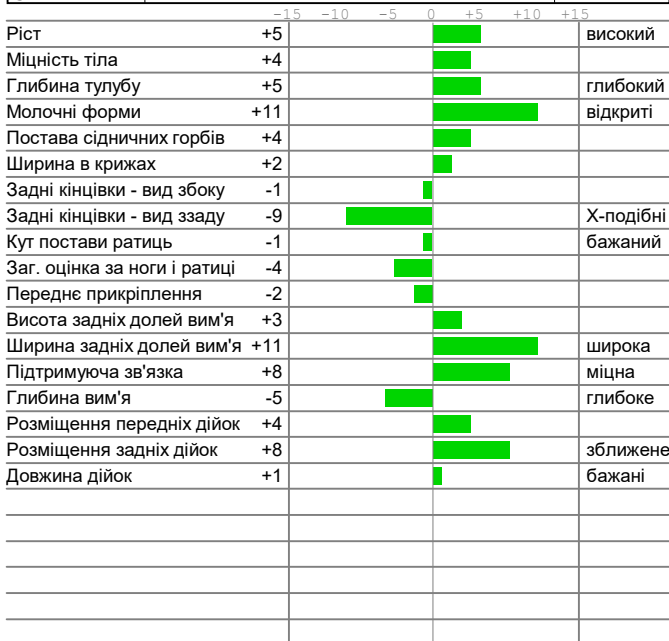 -15 -10 -5 0 +5 +10 +15
Ріст +5 високий
Міцність тіла +4
Глибина тулубу +5 глибокий
Молочні форми +11 відкриті
Постава сідничних горбів +4
Ширина в крижах +2
Задні кінцівки - вид збоку -1
Задні кінцівки - вид ззаду -9 Х-подібні
Кут постави ратиць -1 бажаний
Заг. оцінка за ноги і ратиці -4
Переднє прикріплення -2
Висота задніх долей вим'я +3
Ширина задніх долей вим'я +11 широка
Підтримуюча зв'язка +8 міцна
Глибина вим'я -5 глибоке
Розміщення передніх дійок +4
Розміщення задніх дійок +8 зближене
Довжина дійок +1 бажані